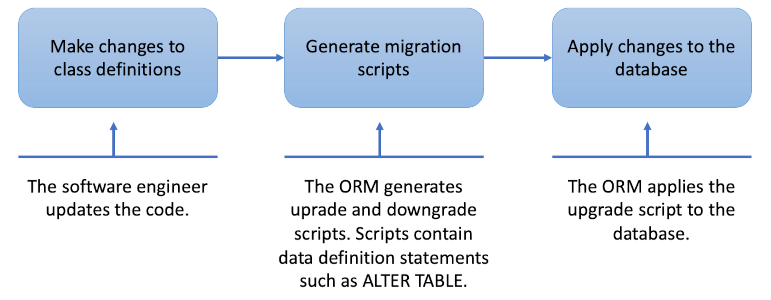 Make changes to
class definitions
Generate migration
scripts
Apply changes to the
database
The software engineer
updates the code.
The ORM generates
uprade and downgrade
scripts. Scripts contain
data definition statements
such as ALTER TABLE.
The ORM applies the
upgrade script to the
database.